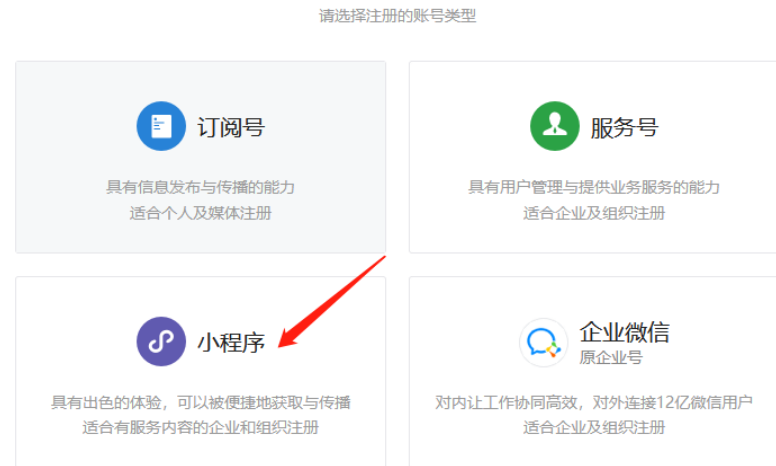 请选择注册的账号类型
订阅号
具有信息发布与传播的能力
适合个人及媒体注册
服务号
具有用户管理与提供业务服务的能力
适合企业及组织注册
小程序
具有出色的体验，可以被便捷地获取与传播
适合有服务内容的企业和组织注册
企业微信
原企业号
对内让工作协同高效，对外连接12亿微信用户
适合企业及组织注册